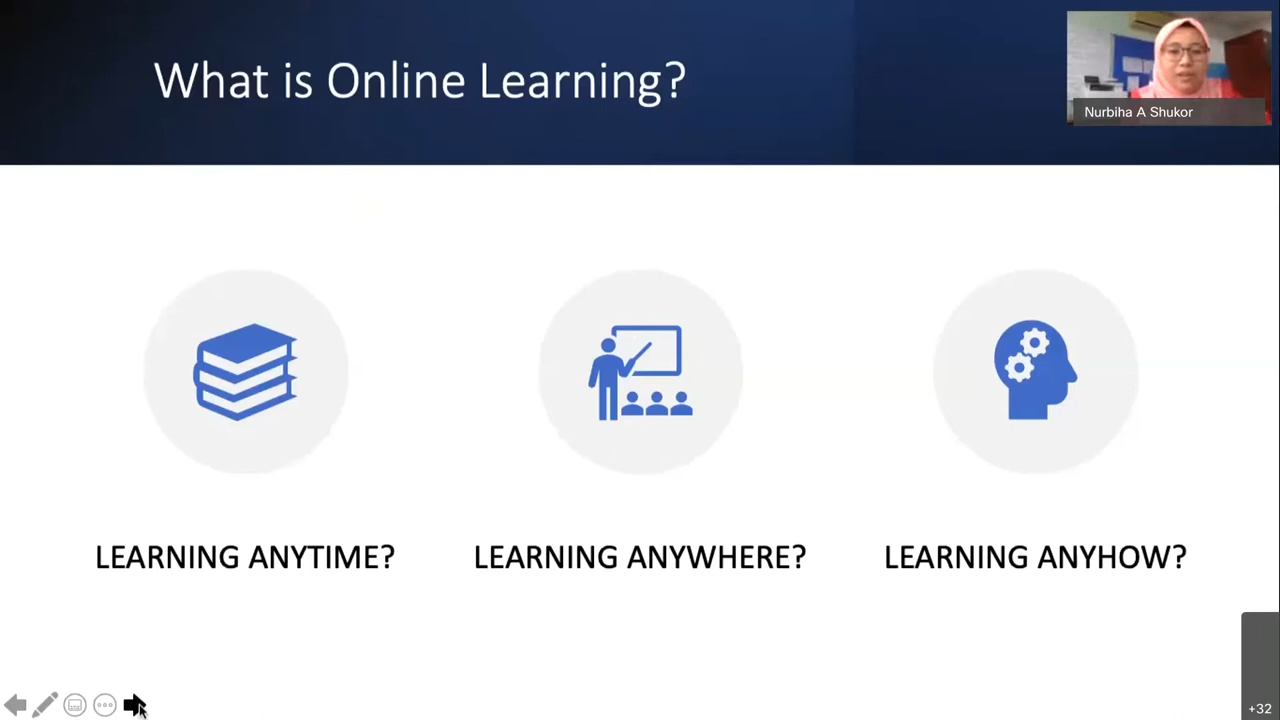 What is Online Learning?
Nurbiha A Shukor
LEARNING ANYTIME?
LEARNING ANYWHERE?
LEARNING ANYHOW?
+32